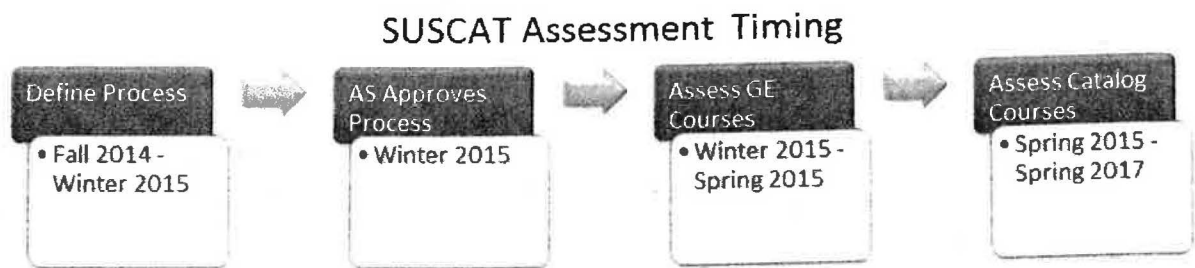 SUSCAT Assessment Timing
Define Process
• Fall 2014 -
Winter 2015
AS Approves
Process
• Winter 2015
Assess GE
Courses
• Winter 2015 -
Spring 2015
Assess Catalog
Courses
• Spring 2015 -
Spring 2017